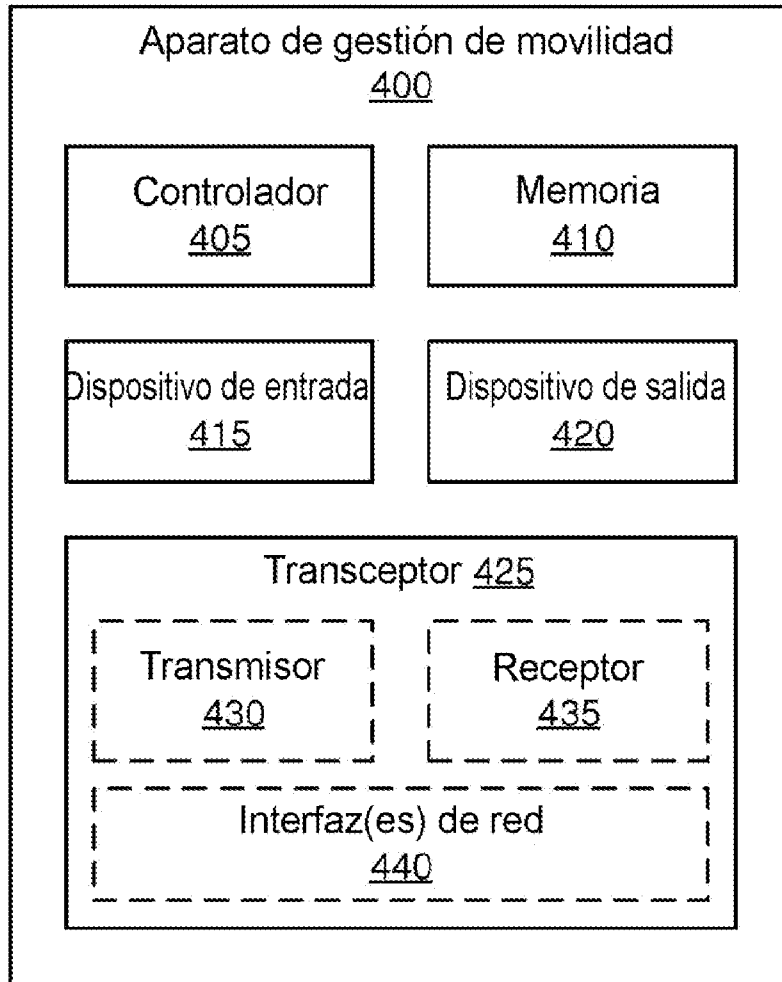 Aparato de gestión de movilidad
400
Controlador
405
Memoria
410
Dispositivo de entrada
415
Dispositivo de salida
420
Transceptor 425
Transmisor
430
Receptor
435
Interfaz(es) de red
440